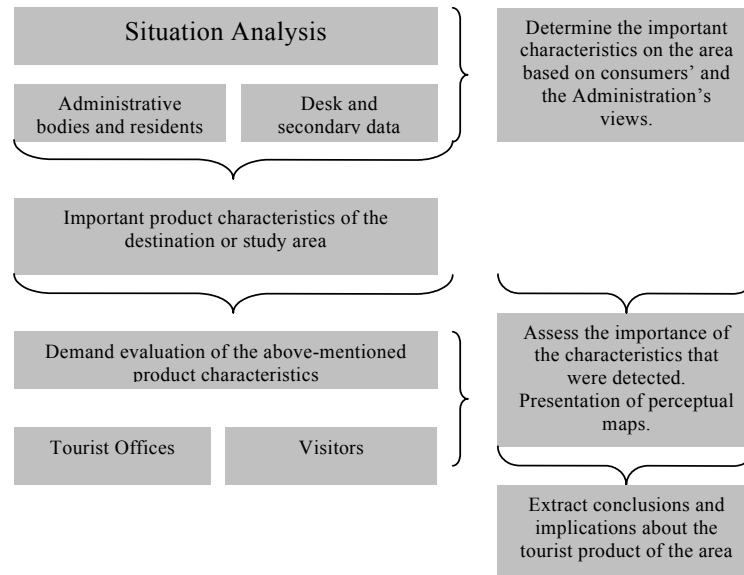 Situation Analysis
Determine the important
characteristics on the area
based on consumers’ and
the Administration’s
views.
Administrative
bodies and residents
Desk and
secondary data
Important product characteristics of the
destination or study area
Demand evaluation of the above-mentioned
product characteristics
Assess the importance of
the characteristics that
were detected.
Presentation of perceptual
maps.
Tourist Offices
Visitors
Extract conclusions and
implications about the
tourist product of the area